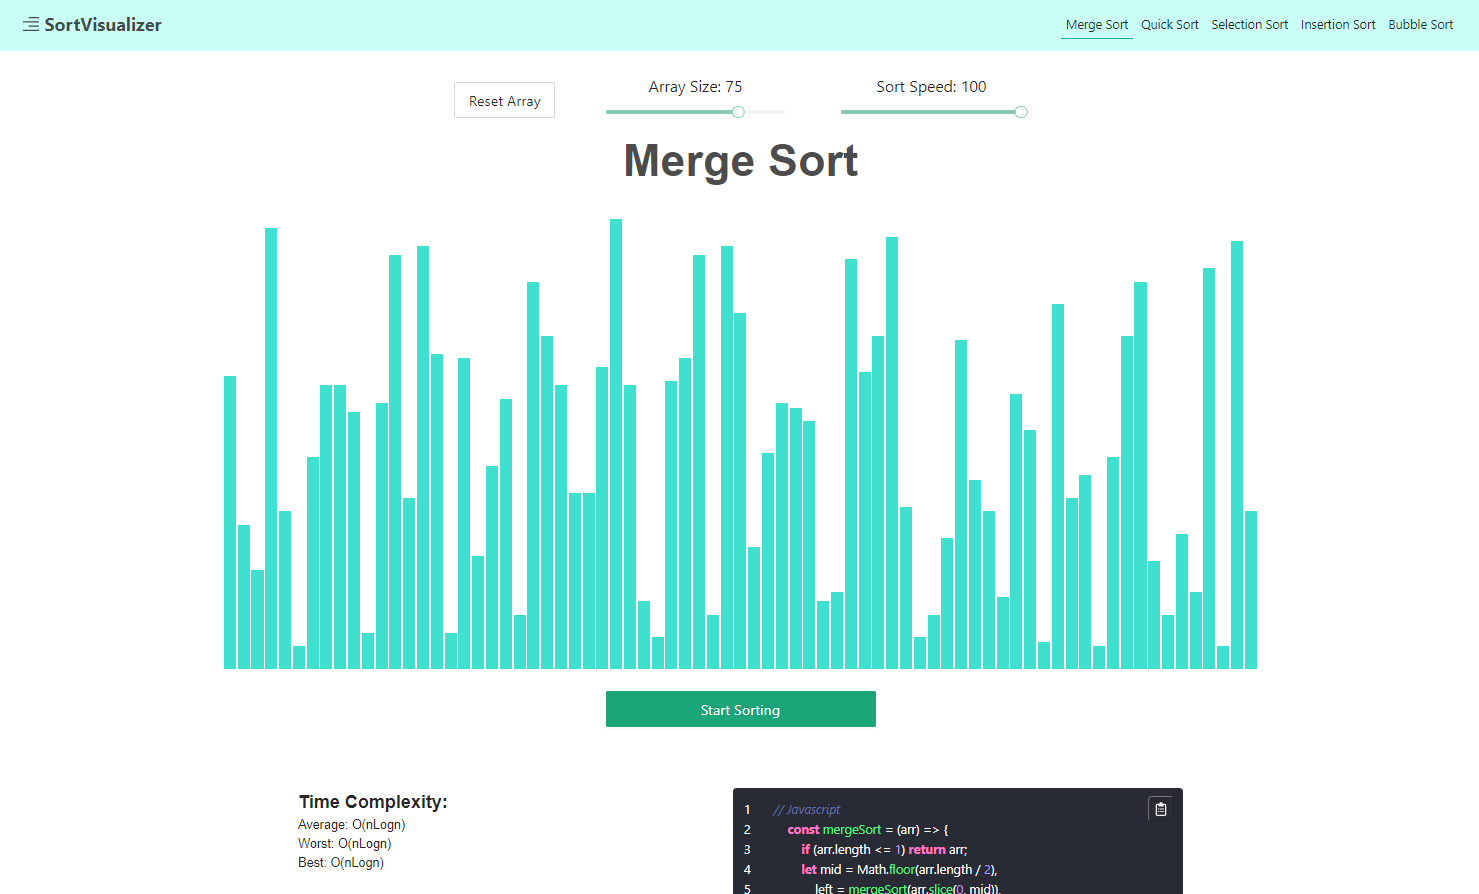 SortVisualizer
Merge Sort Quick Sort Selection Sort Insertion Sort Bubble Sort
Reset Array
Array Size: 75
Sort Speed: 100
Merge Sort
Start Sorting
Time Complexity:
Average: O(nLogn)
Worst: O(nLogn)
Best: O(nLogn)
1 // Javascript
2 const mergeSort = (arr) => {
3 if (arr.length <= 1) return arr;
4 let mid = Math.floor(arr.length / 2),
5 left = mergeSort(arr.slice(0, mid)),